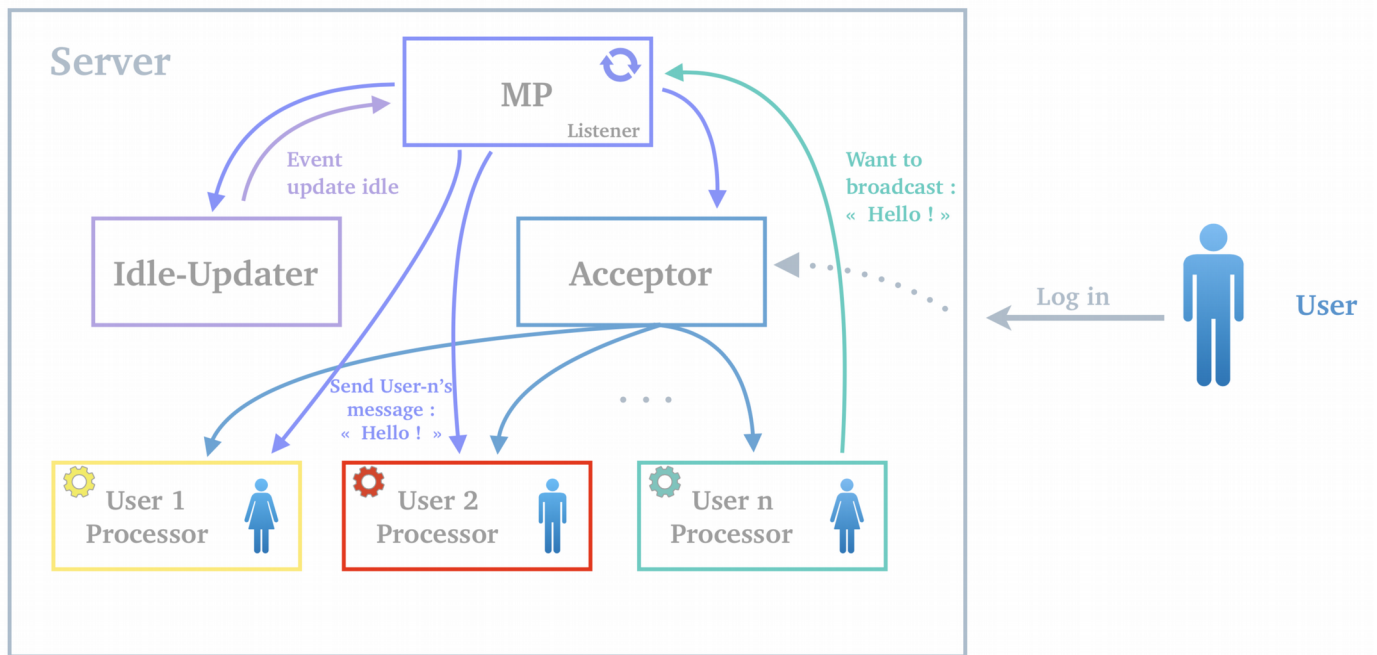 Server
MP
Listener
Event
update idle
Want to
broadcast :
« Hello ! »
Idle-Updater
Acceptor
Log in
User
Send User-n’s
message :
« Hello ! »
...
User 1
Processor
User 2
Processor
User n
Processor